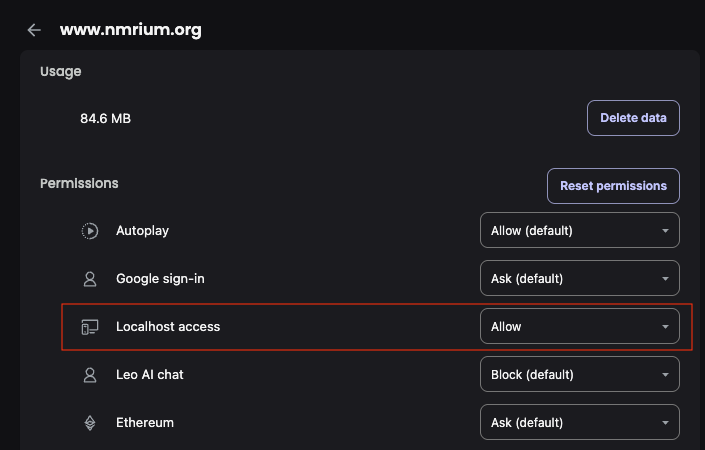 www.nmrium.org
Usage
84.6 MB
Delete data
Permissions
Reset permissions
Autoplay
Allow (default)
Google sign-in
Ask (default)
Localhost access
Allow
Leo AI chat
Block (default)
Ethereum
Ask (default)